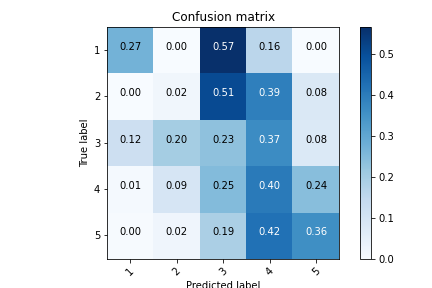 Confusion matrix
True label
1 0.27 0.00 0.57 0.16 0.00
2 0.00 0.02 0.51 0.39 0.08
3 0.12 0.20 0.23 0.37 0.08
4 0.01 0.09 0.25 0.40 0.24
5 0.00 0.02 0.19 0.42 0.36
1 2 3 4 5
Predicted label
0.5
0.4
0.3
0.2
0.1
0.0